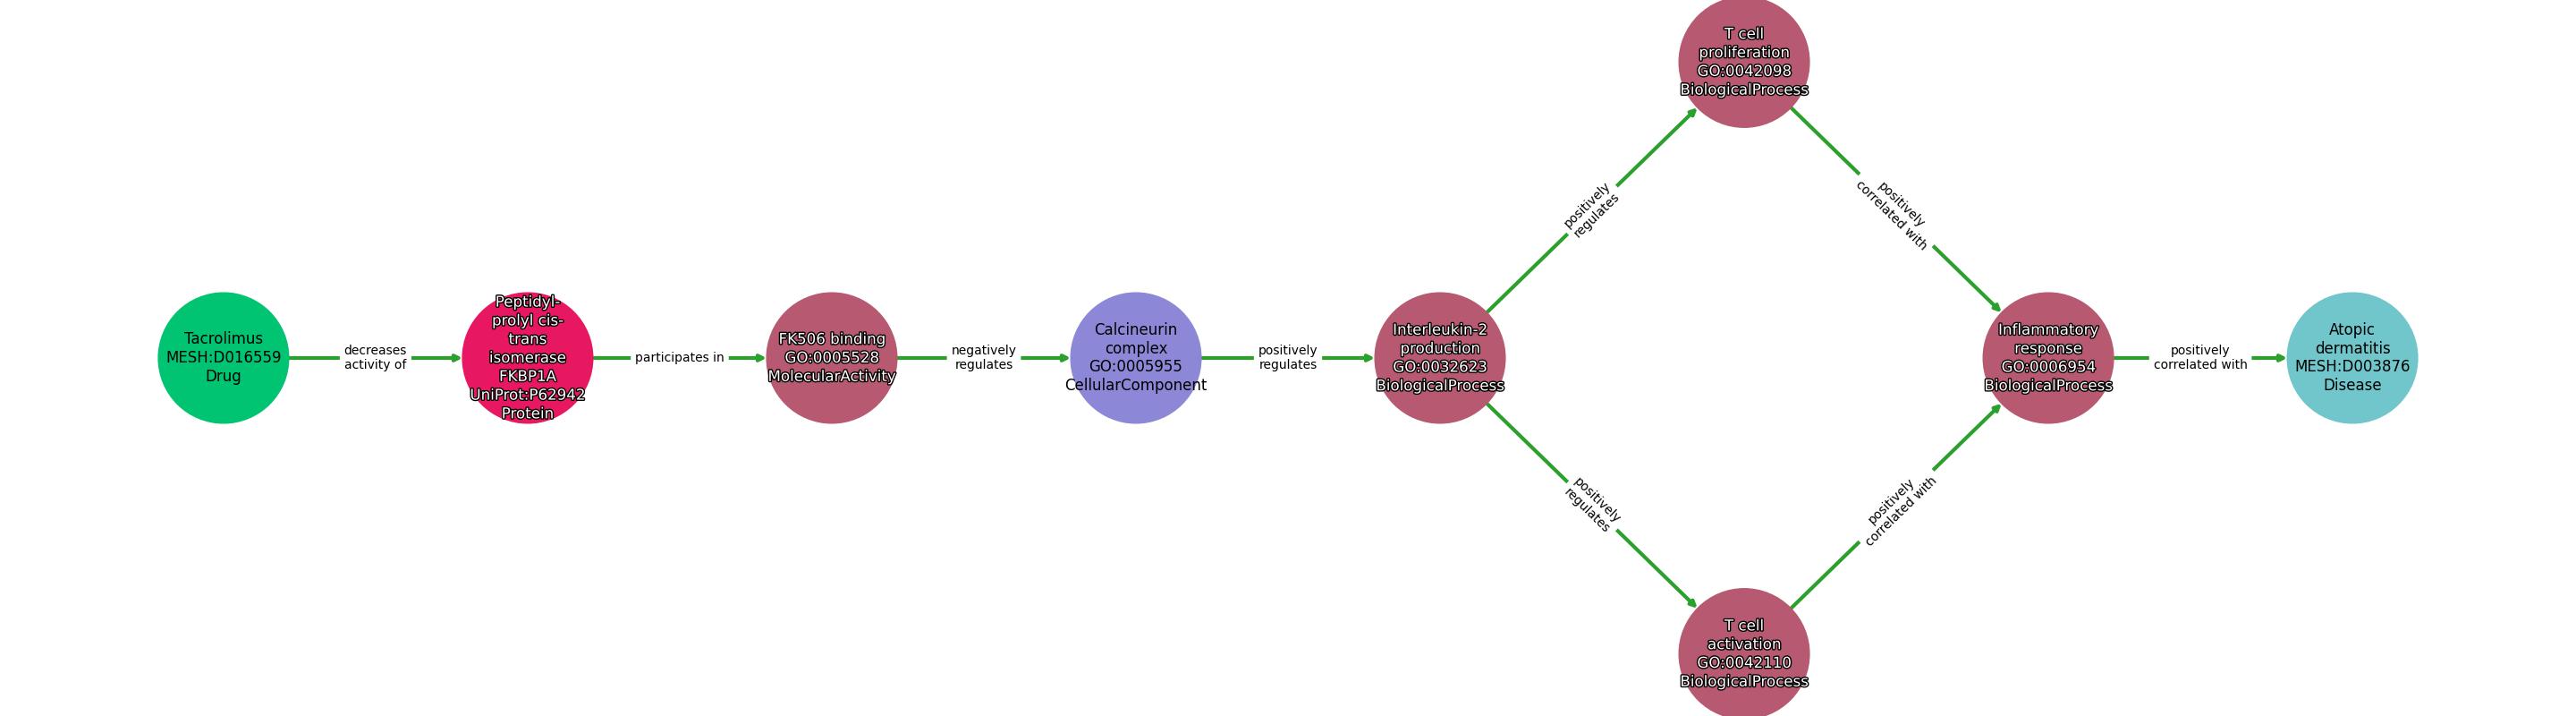 Tacrolimus
MESH:D016559
Drug
decreases
activity of
Peptidyl-
prolyl cis-
trans
isomerase
FKBP1A
UniProt:P62942
Protein
participates in
FK506 binding
GO:0005528
MolecularActivity
negatively
regulates
Calcineurin
complex
GO:0005955
CellularComponent
positively
regulates
Interleukin-2
production
GO:0032623
BiologicalProcess
positively
regulates
T cell
proliferation
GO:0042098
BiologicalProcess
positively
correlated with
positively
regulates
T cell
activation
GO:0042110
BiologicalProcess
positively
correlated with
Inflammatory
response
GO:0006954
BiologicalProcess
positively
correlated with
Atopic
dermatitis
MESH:D003876
Disease